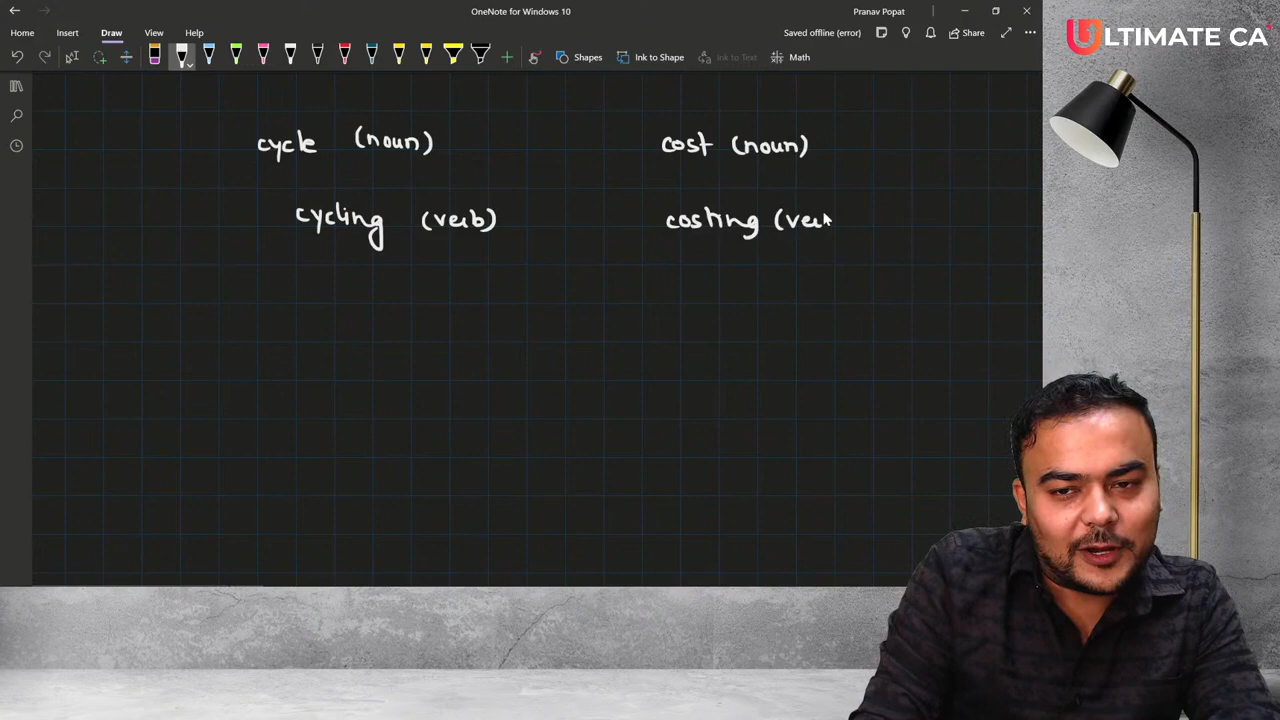 OneNote for Windows 10
Pranav Popat
Home Insert Draw View Help
Saved offline (error)
Share
Shapes
Ink to Shape
Ink to Text
Math
ULTIMATE CA
cycle (noun)
cost (noun)
cycling (verb)
costing (ver